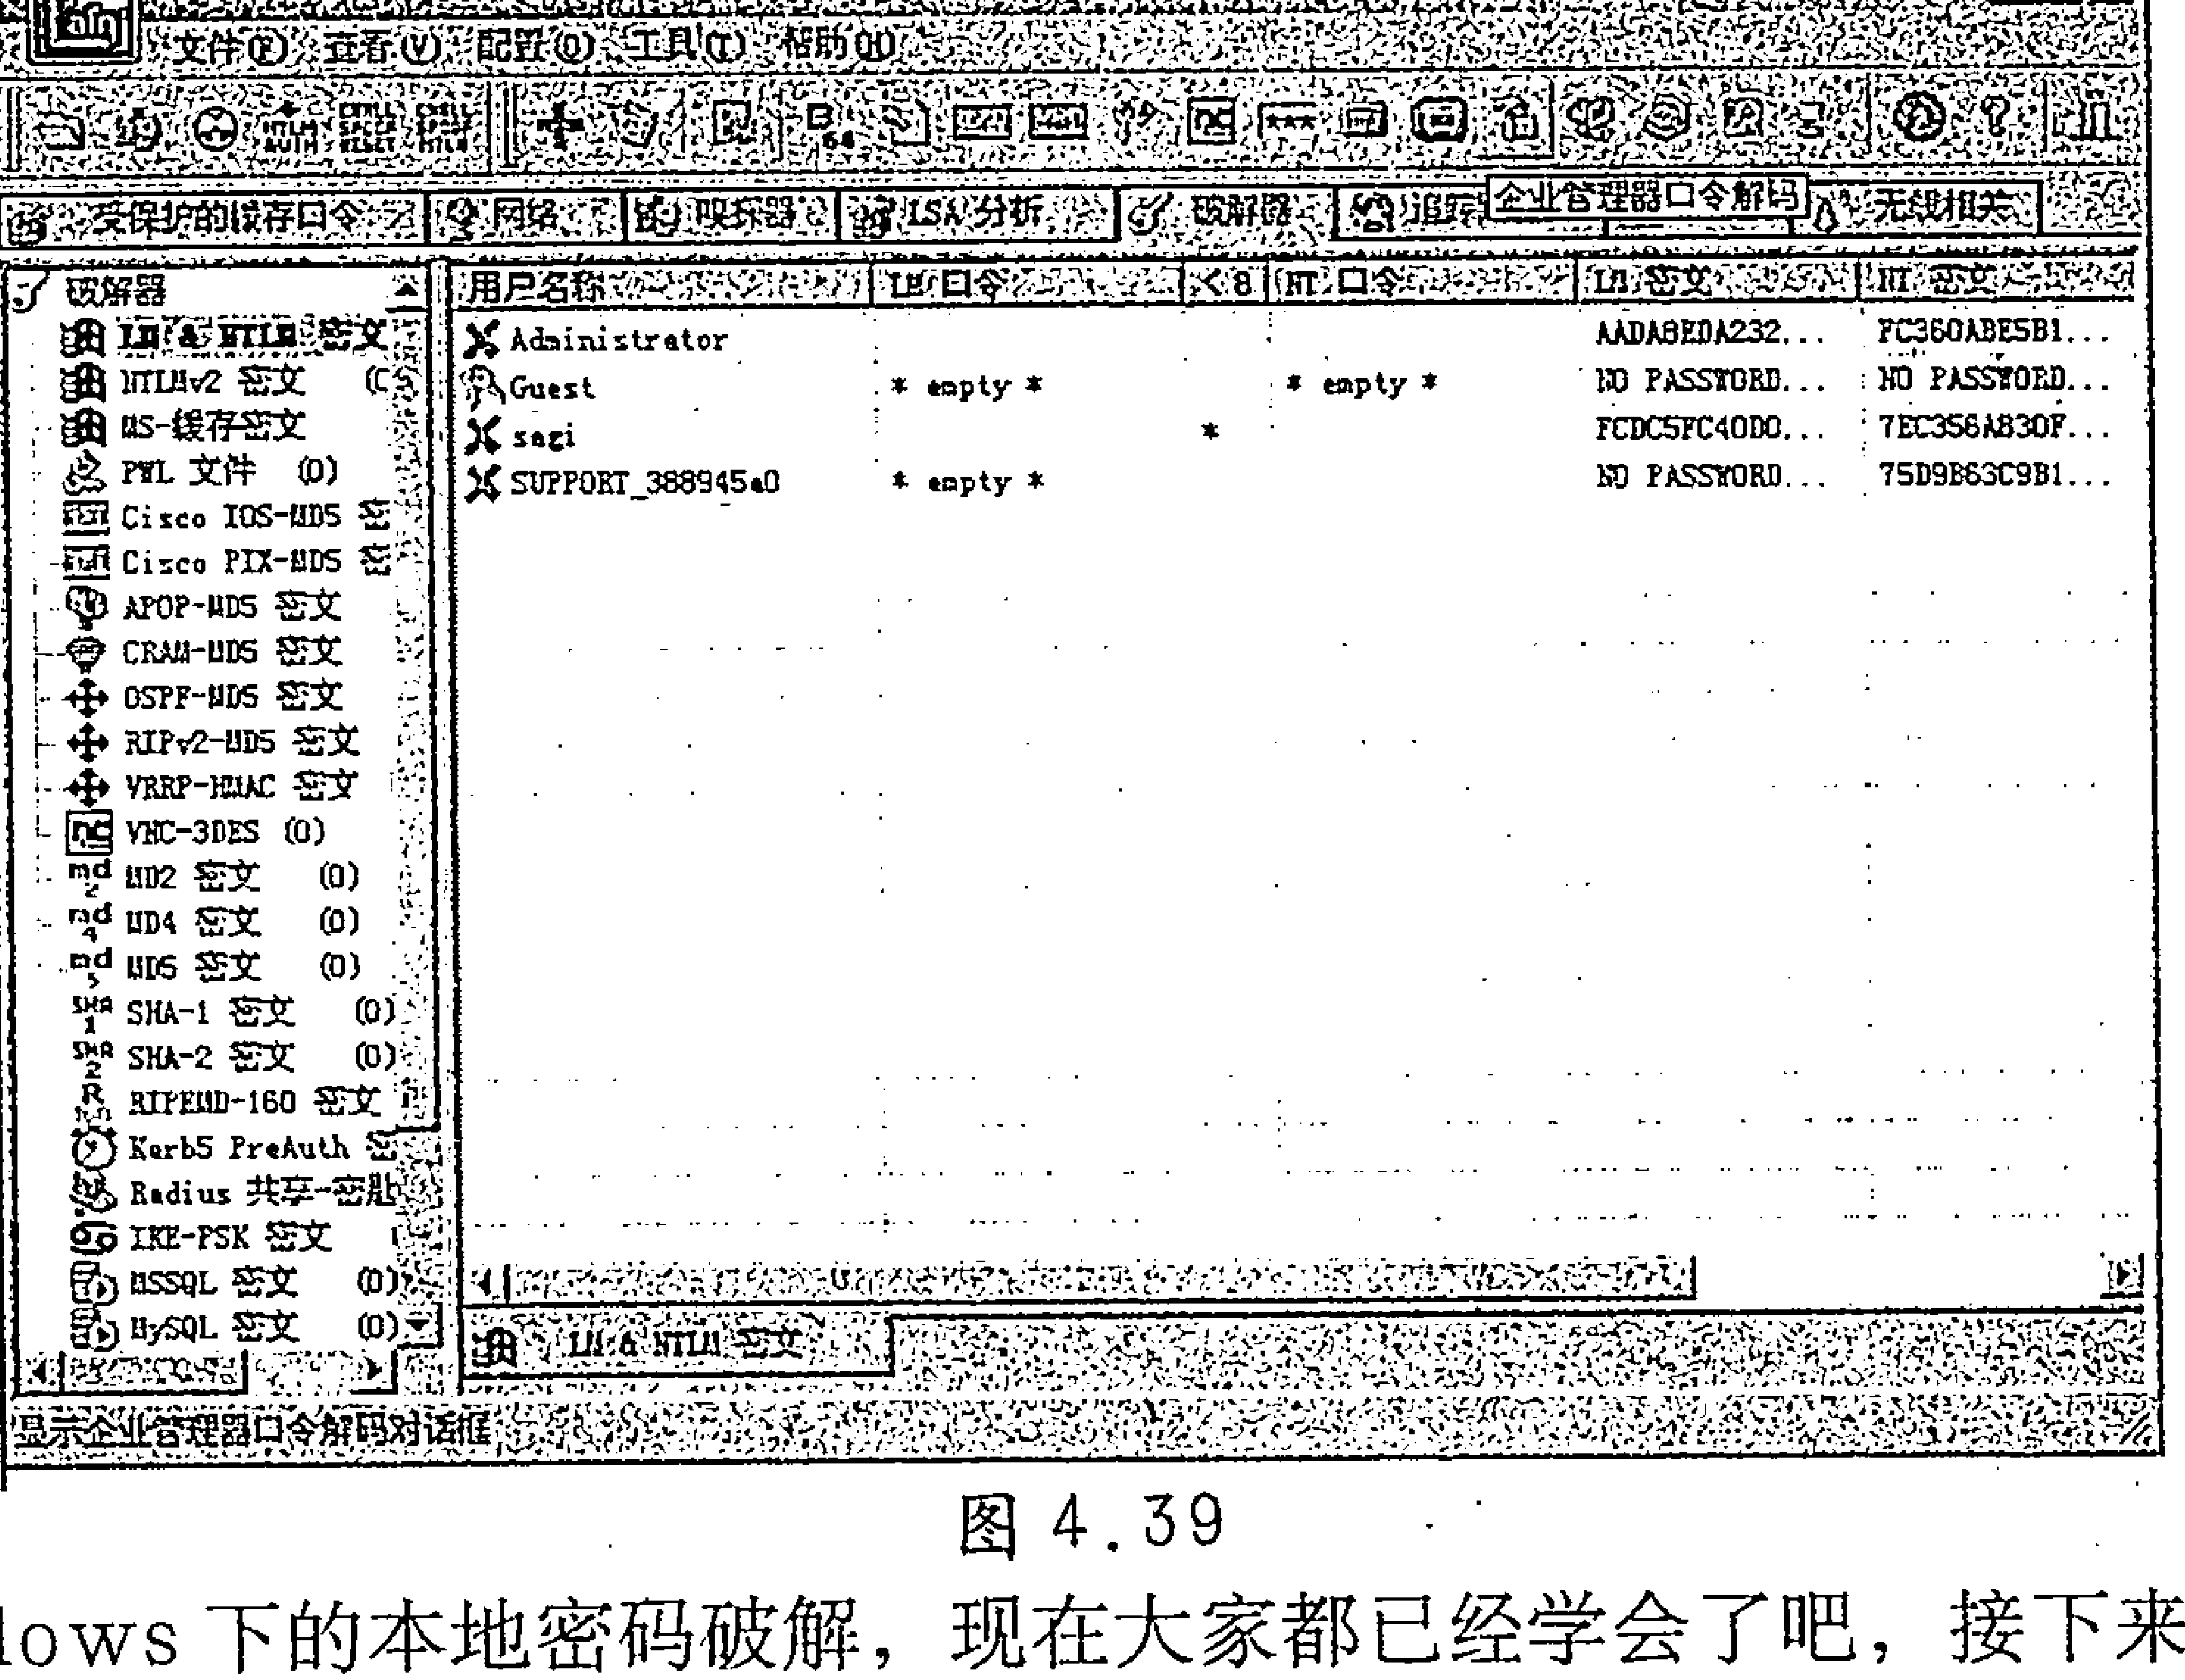 文件(F) 查看(V) 配置(O) 工具(T) 帮助(H)
NTLM AUTH
B 64
受保护的缓存口令 网络 嗅探器 LSA 分析 破解器 追踪 企业管理器口令解码 无线相关
破解器
LM & NTLM 密文
NTLMv2 密文 (C
MS-缓存密文
PWL 文件 (0)
Cisco IOS-MD5 密
Cisco PIX-MD5 密
APOP-MD5 密文
CRAM-MD5 密文
OSPF-MD5 密文
RIPv2-MD5 密文
VRRP-HMAC 密文
VNC-3DES (0)
MD2 密文 (0)
MD4 密文 (0)
MD5 密文 (0)
SHA-1 密文 (0)
SHA-2 密文 (0)
RIPEMD-160 密文
Kerb5 PreAuth 密
Radius 共享-密匙
IKE-PSK 密文
MSSQL 密文 (0)
MySQL 密文 (0)
用户名称 LM 口令 < 8 NT 口令 LM 密文 NT 密文
Administrator AADA8EDA232... FC360ABE5B1...
Guest * empty * * empty * NO PASSWORD... NO PASSWORD...
sagi * FCDC5FC40D0... 7EC356A830F...
SUPPORT_388945a0 * empty * NO PASSWORD... 75D9B63C9B1...
LM & NTLM 密文
显示企业管理器口令解码对话框
图 4.39
lows 下的本地密码破解，现在大家都已经学会了吧，接下来